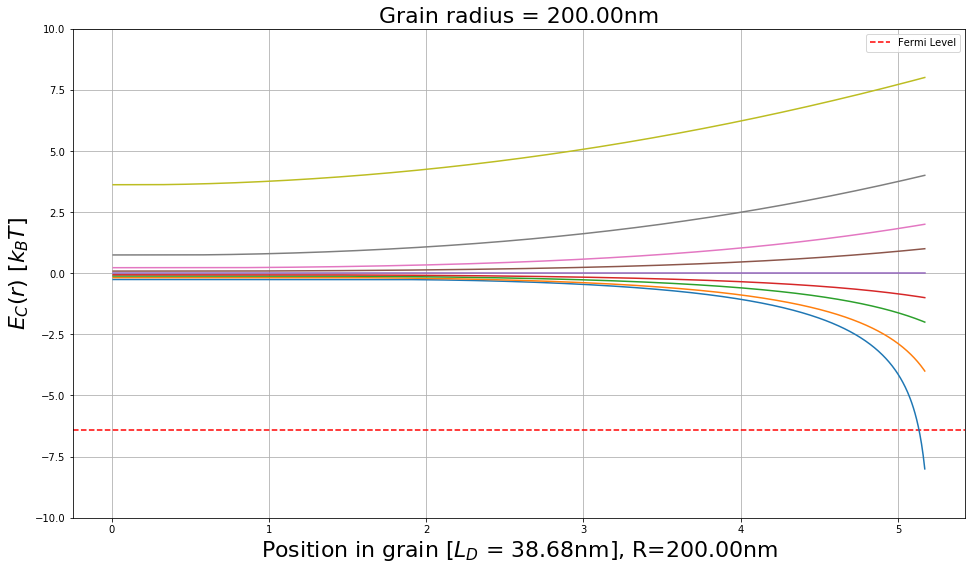 Grain radius = 200.00nm
Fermi Level
10.0
7.5
5.0
2.5
0.0
−2.5
−5.0
−7.5
−10.0
E_C(r) [k_BT]
0 1 2 3 4 5
Position in grain [L_D = 38.68nm], R=200.00nm